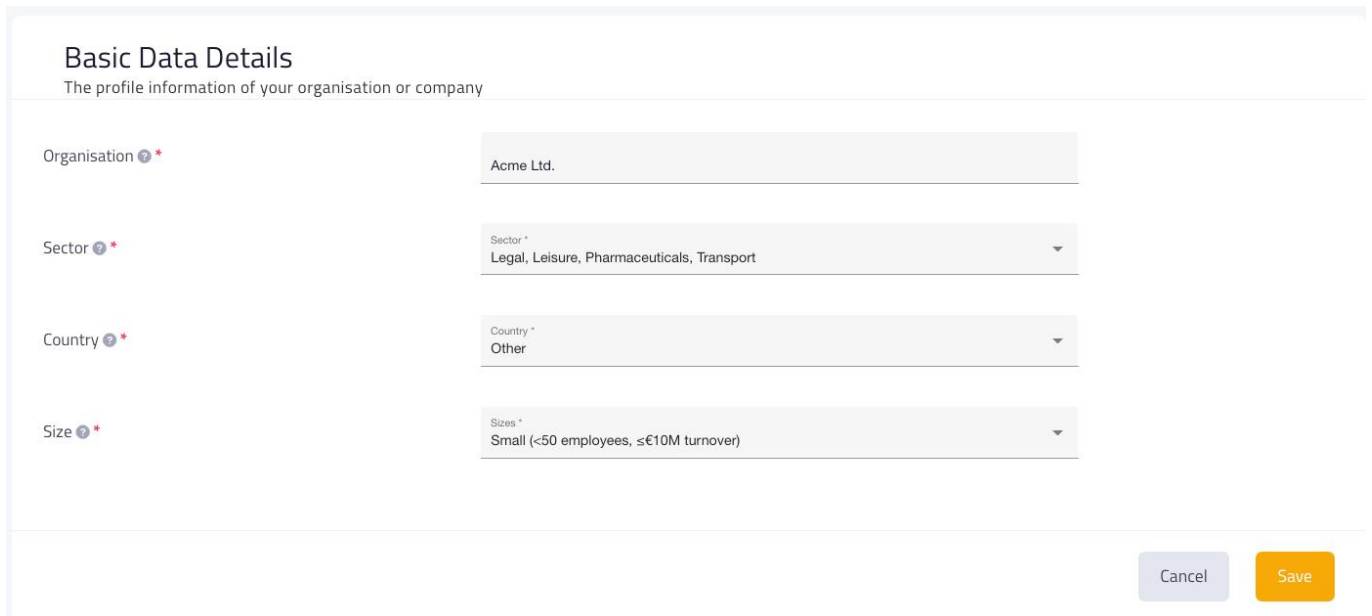 Basic Data Details
The profile information of your organisation or company
Organisation ? *
Acme Ltd.
Sector ? *
Sector *
Legal, Leisure, Pharmaceuticals, Transport
Country ? *
Country *
Other
Size ? *
Sizes *
Small (<50 employees, ≤€10M turnover)
Cancel
Save